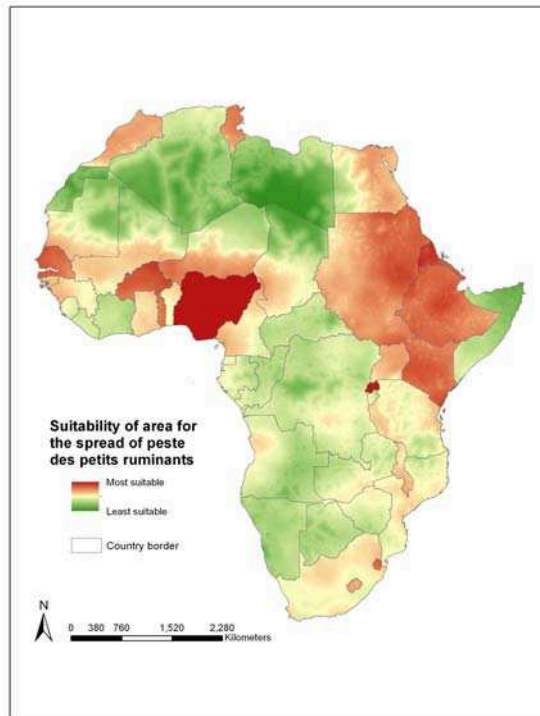 Suitability of area for
the spread of peste
des petits ruminants
Most suitable
Least suitable
Country border
N
0 380 760 1,520 2,280
Kilometers